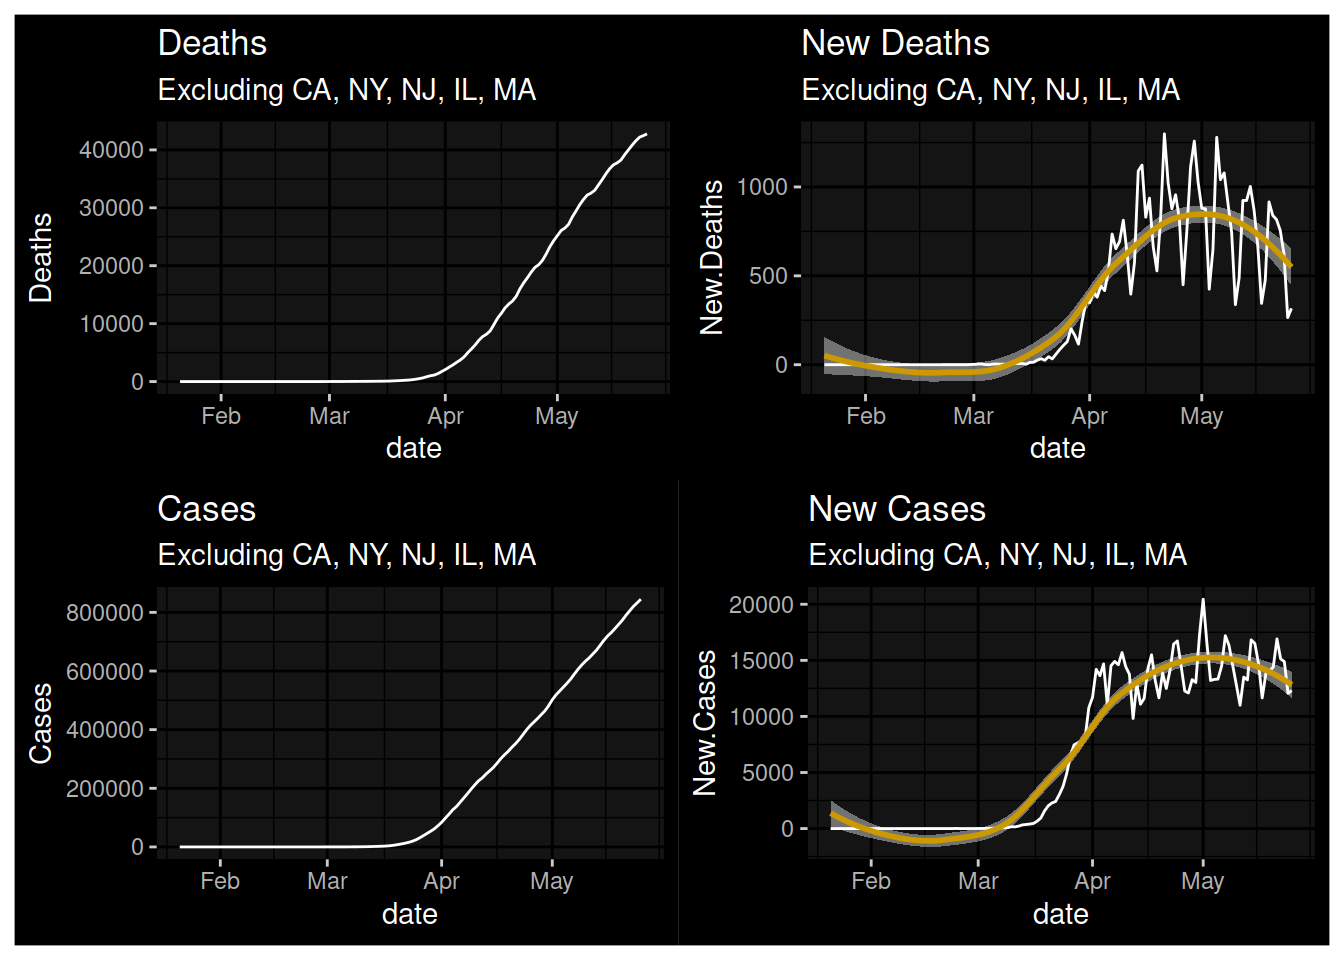 Deaths
Excluding CA, NY, NJ, IL, MA
Deaths
40000
30000
20000
10000
0
Feb Mar Apr May
date
New Deaths
Excluding CA, NY, NJ, IL, MA
New.Deaths
1000
500
0
Feb Mar Apr May
date
Cases
Excluding CA, NY, NJ, IL, MA
Cases
800000
600000
400000
200000
0
Feb Mar Apr May
date
New Cases
Excluding CA, NY, NJ, IL, MA
New.Cases
20000
15000
10000
5000
0
Feb Mar Apr May
date